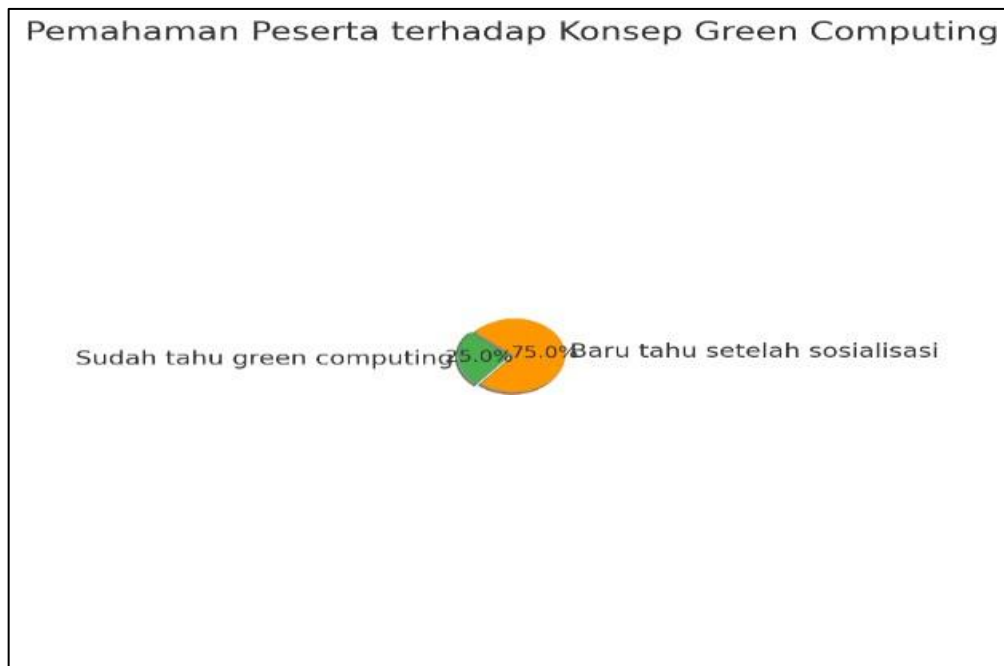 Pemahaman Peserta terhadap Konsep Green Computing
Sudah tahu green computing
25.0%
75.0%
Baru tahu setelah sosialisasi